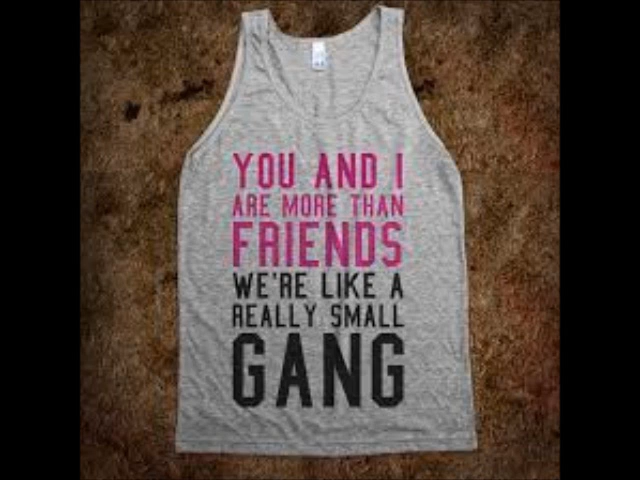 YOU AND I
ARE MORE THAN
FRIENDS
WE'RE LIKE A
REALLY SMALL
GANG